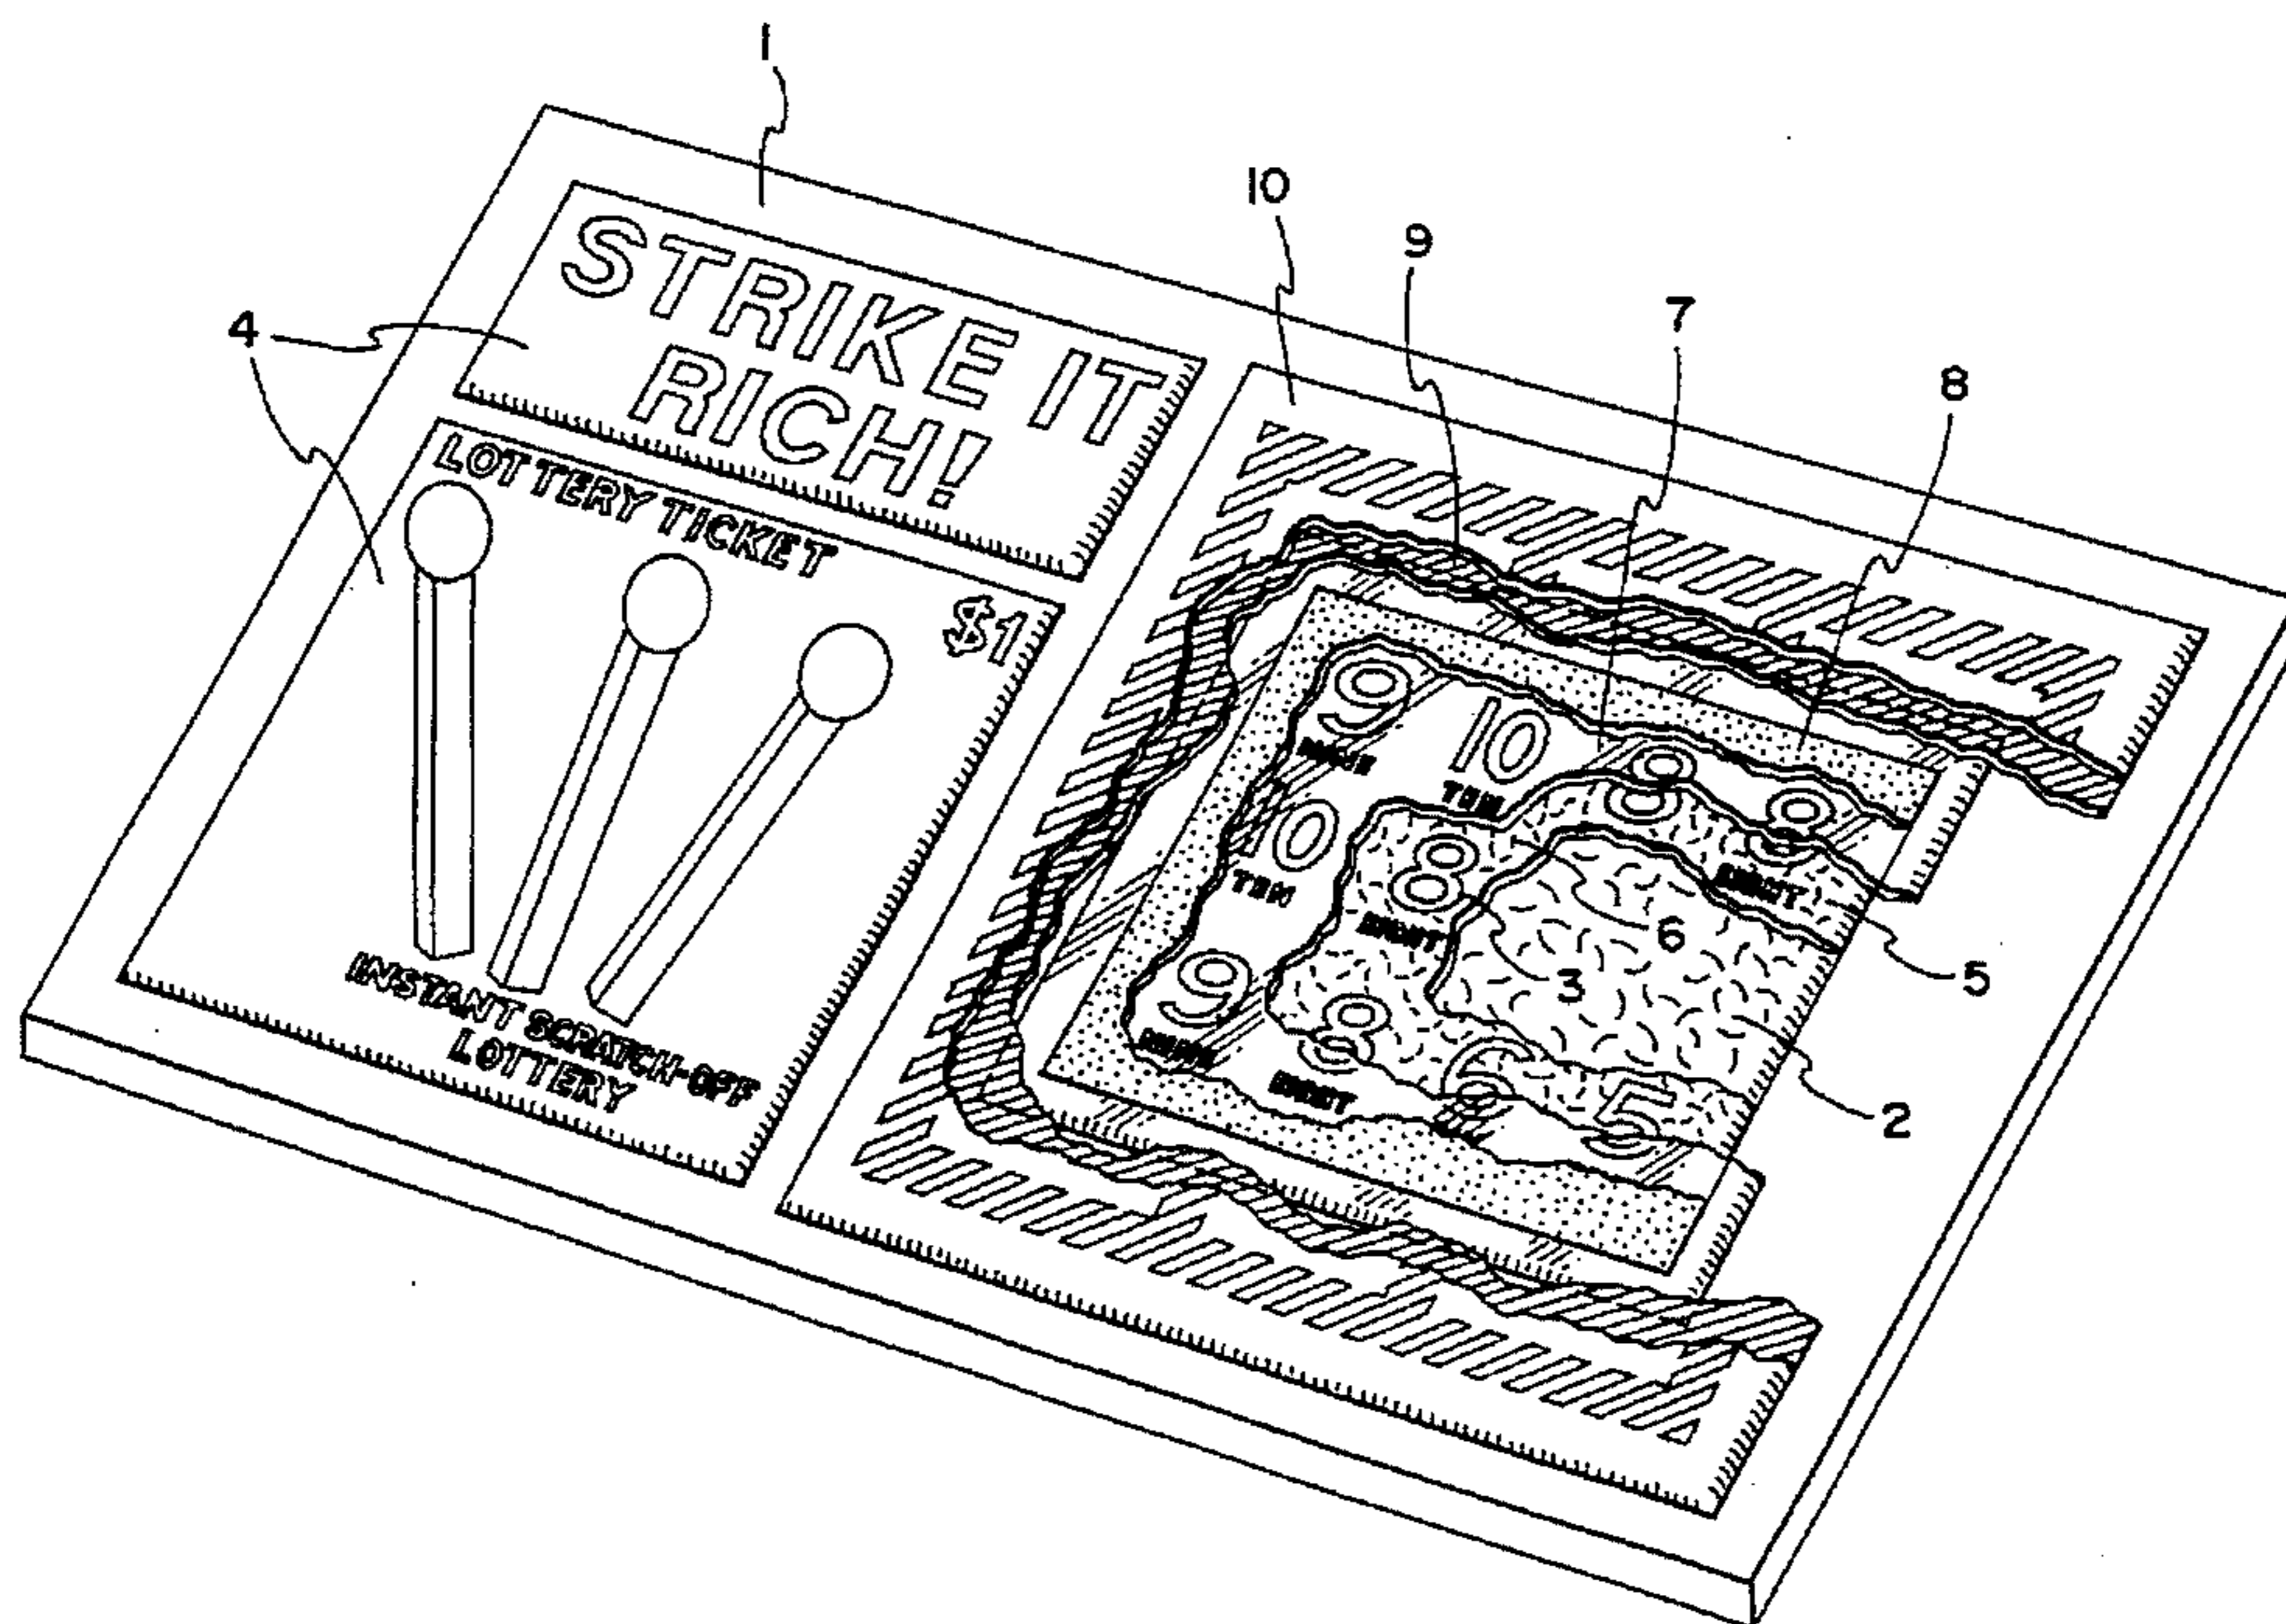 1
10
9
7
8
4
STRIKE IT
RICH!
LOTTERY TICKET
$1
9
10
TEN
8
8
10
TEN
8
EIGHT
EIGHT
6
5
3
9
8
EIGHT
6
5
2
INSTANT SCRATCH-OFF
LOTTERY